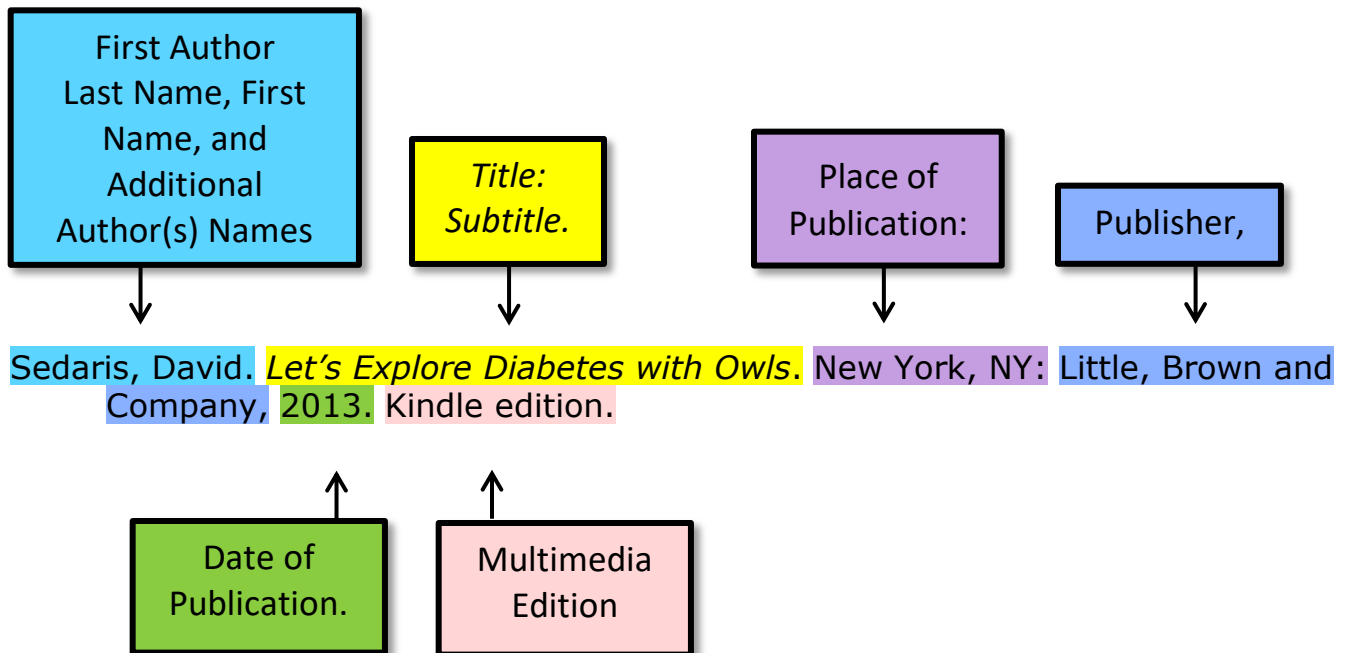 First Author
Last Name, First
Name, and
Additional
Author(s) Names
Title:
Subtitle.
Place of
Publication:
Publisher,
Sedaris, David. Let’s Explore Diabetes with Owls. New York, NY: Little, Brown and
Company, 2013. Kindle edition.
Date of
Publication.
Multimedia
Edition